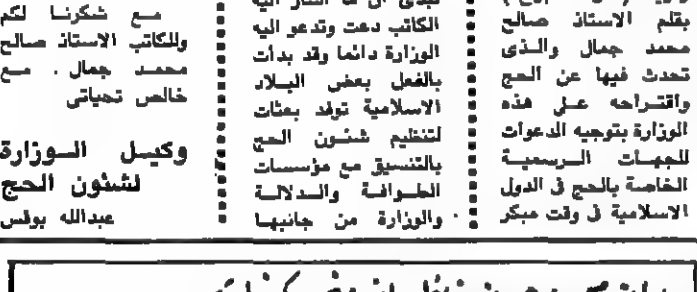 بقلم الاستاذ صالح
محمد جمال والذى
تحدث فيها عن الحج
واقتراحه على هذه
الوزارة بتوجيه الدعوات
للجهات الرسمية
الخاصة بالحج فى الدول
الاسلامية فى وقت مبكر
الكاتب دعت وتدعو اليه
الوزارة دائما وقد بدأت
بالفعل بعض البلاد
الاسلامية توفد بعثات
لتنظيم شئون الحج
بالتنسيق مع مؤسسات
الطوافة والدلالة
والوزارة من جانبها
مع شكرنا لكم
وللكاتب الاستاذ صالح
محمد جمال . مع
خالص تحياتى
وكيل الوزارة
لشئون الحج
عبدالله بوقس